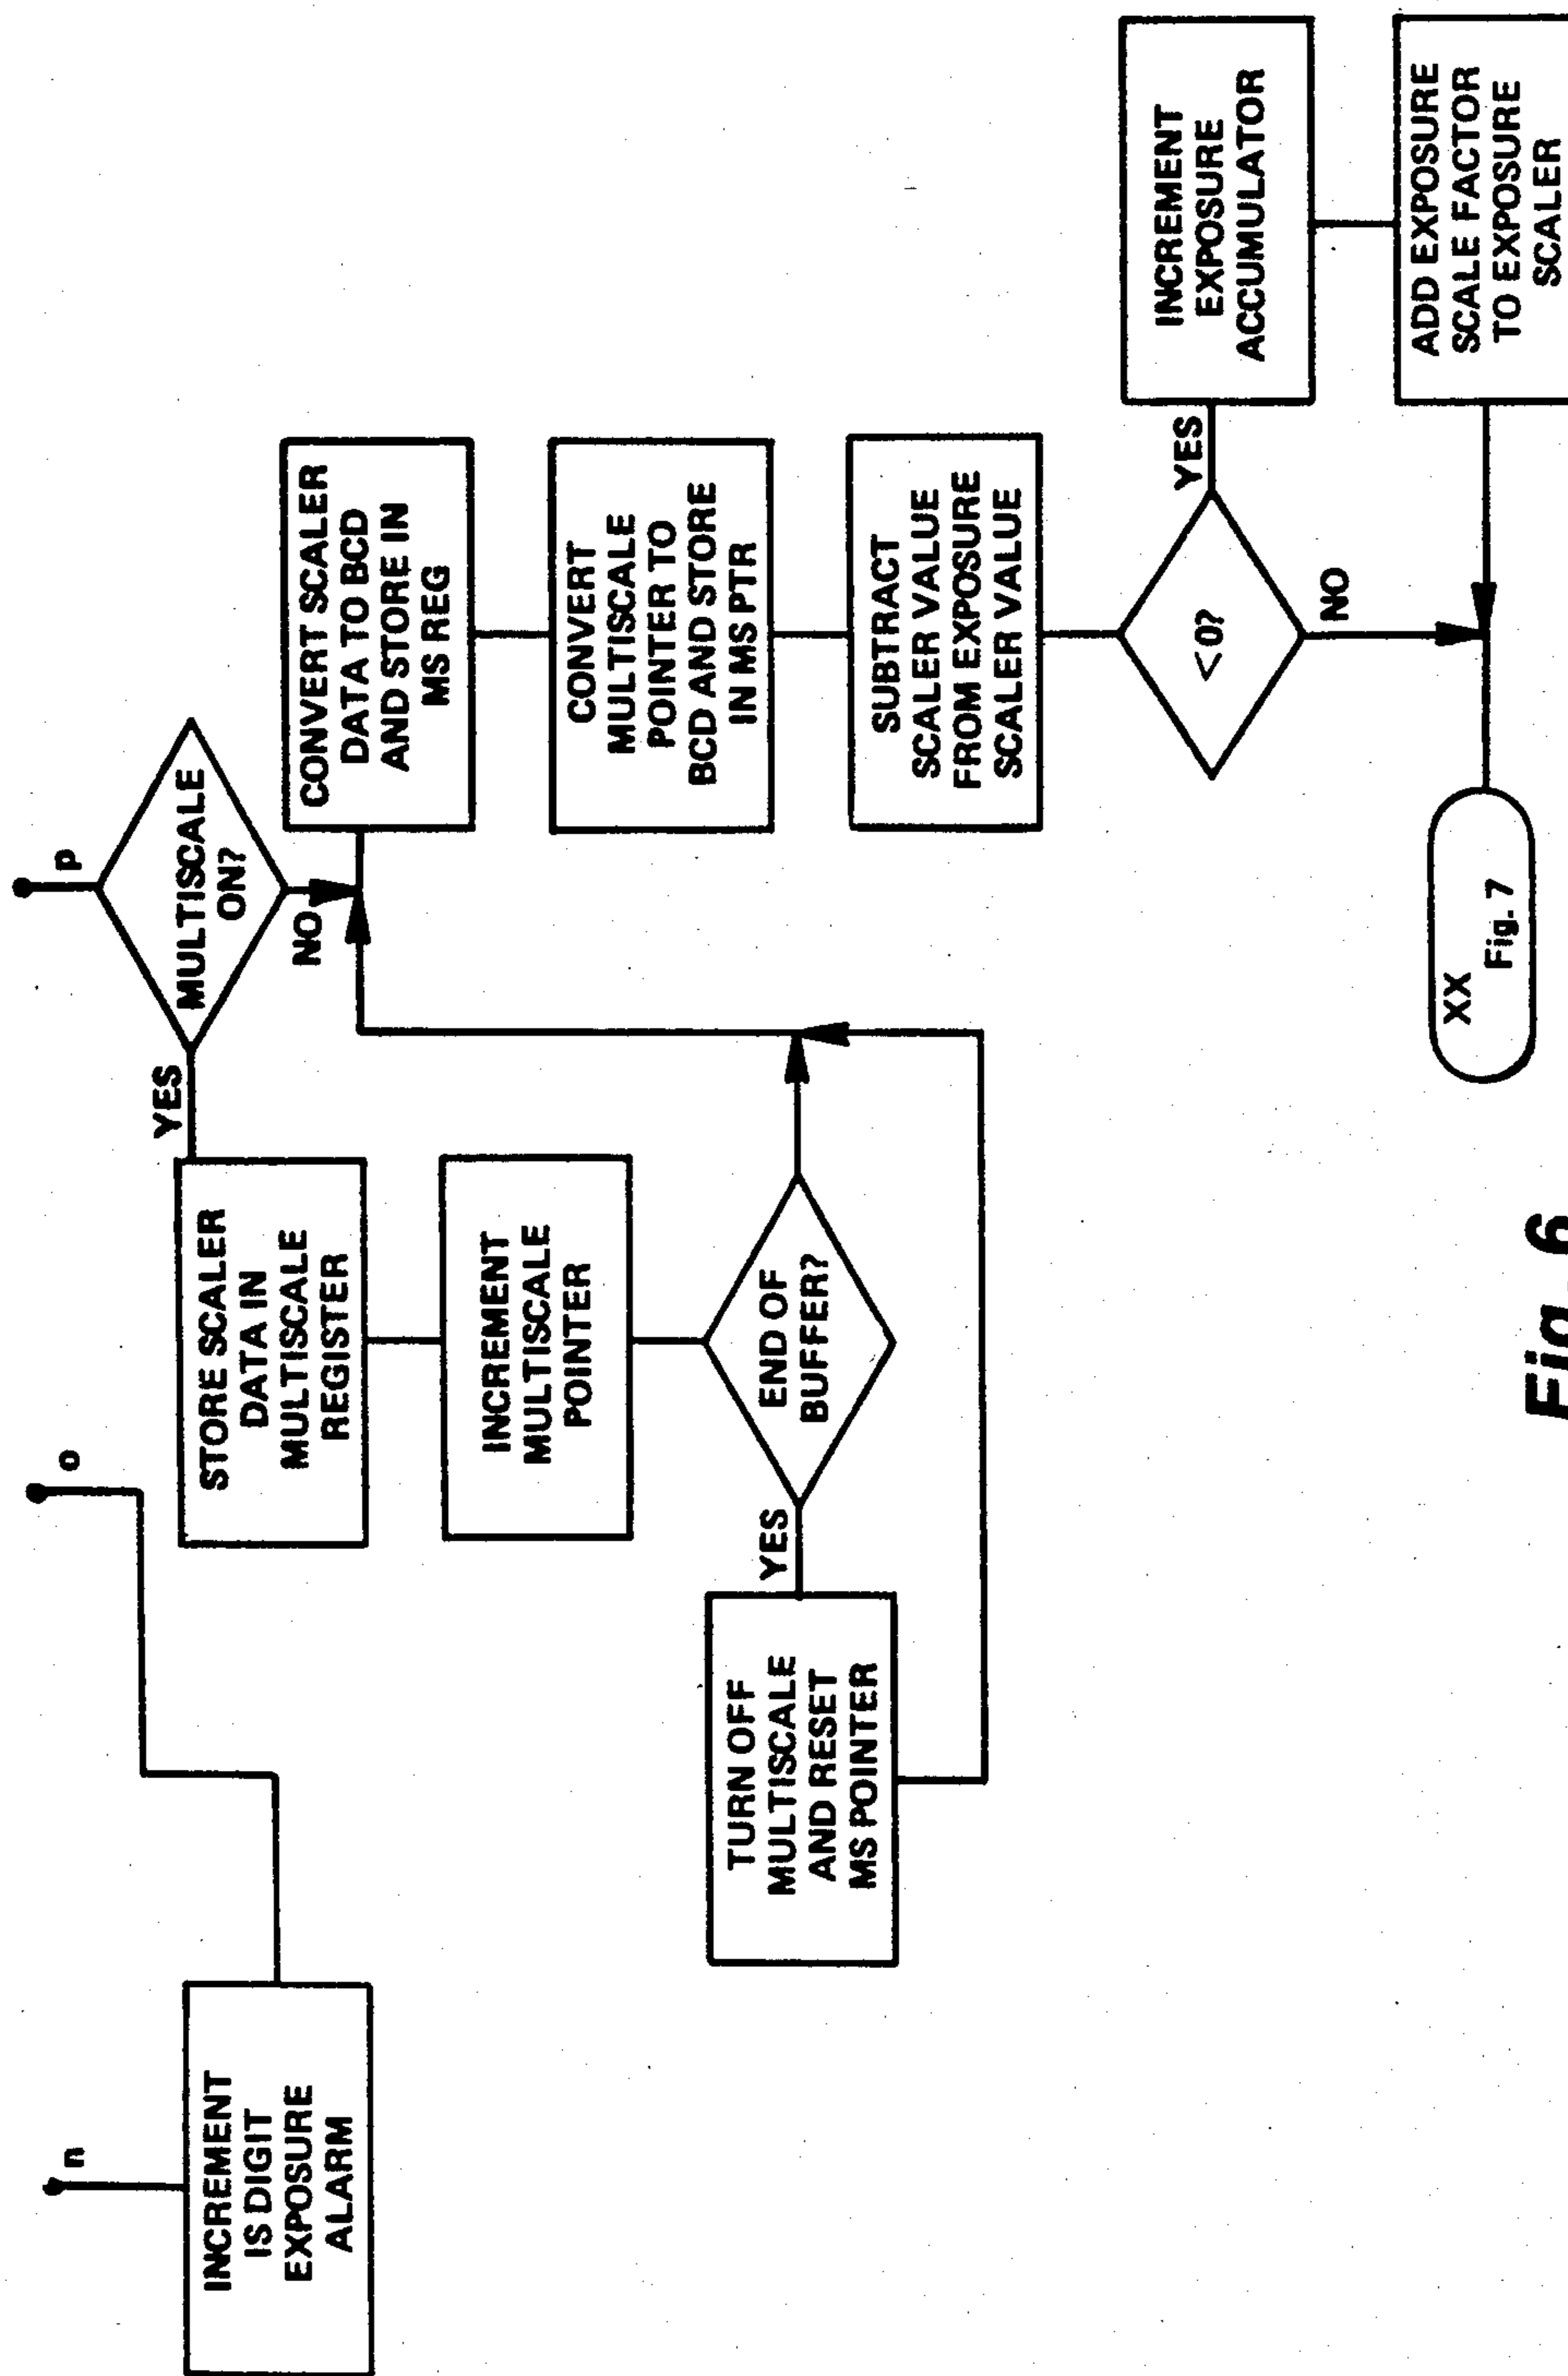 n
INCREMENT
IS DIGIT
EXPOSURE
ALARM
o
p
MULTISCALE
ON?
YES
NO
STORE SCALER
DATA IN
MULTISCALE
REGISTER
INCREMENT
MULTISCALE
POINTER
END OF
BUFFER?
YES
TURN OFF
MULTISCALE
AND RESET
MS POINTER
CONVERT SCALER
DATA TO BCD
AND STORE IN
MS REG
CONVERT
MULTISCALE
POINTER TO
BCD AND STORE
IN MS PTR
SUBTRACT
SCALER VALUE
FROM EXPOSURE
SCALER VALUE
<0?
YES
NO
INCREMENT
EXPOSURE
ACCUMULATOR
ADD EXPOSURE
SCALE FACTOR
TO EXPOSURE
SCALER
XX
Fig. 7
Fig. 6